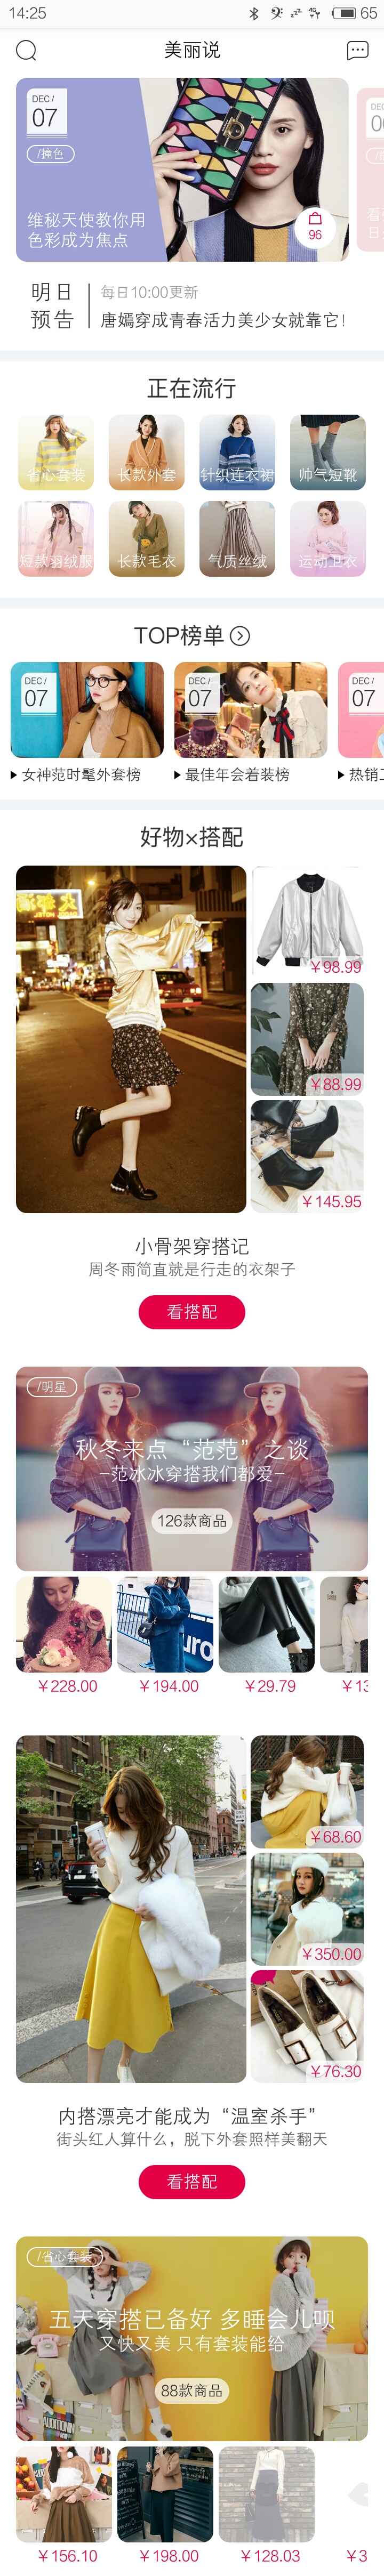 14:25
65
美丽说
DEC /
07
/撞色
维秘天使教你用
色彩成为焦点
96
明日
预告
每日10:00更新
唐嫣穿成青春活力美少女就靠它!
正在流行
省心套装
长款外套
针织连衣裙
帅气短靴
短款羽绒服
长款毛衣
气质丝绒
运动卫衣
TOP榜单
DEC /
07
DEC /
07
DEC /
07
女神范时髦外套榜
最佳年会着装榜
热销
好物×搭配
¥98.99
¥88.99
¥145.95
小骨架穿搭记
周冬雨简直就是行走的衣架子
看搭配
/明星
秋冬来点“范范”之谈
–范冰冰穿搭我们都爱–
126款商品
¥228.00
¥194.00
¥29.79
¥13
¥68.60
¥350.00
¥76.30
内搭漂亮才能成为“温室杀手”
街头红人算什么，脱下外套照样美翻天
看搭配
/省心套装
五天穿搭已备好 多睡会儿呗
又快又美 只有套装能给
88款商品
¥156.10
¥198.00
¥128.03
¥3